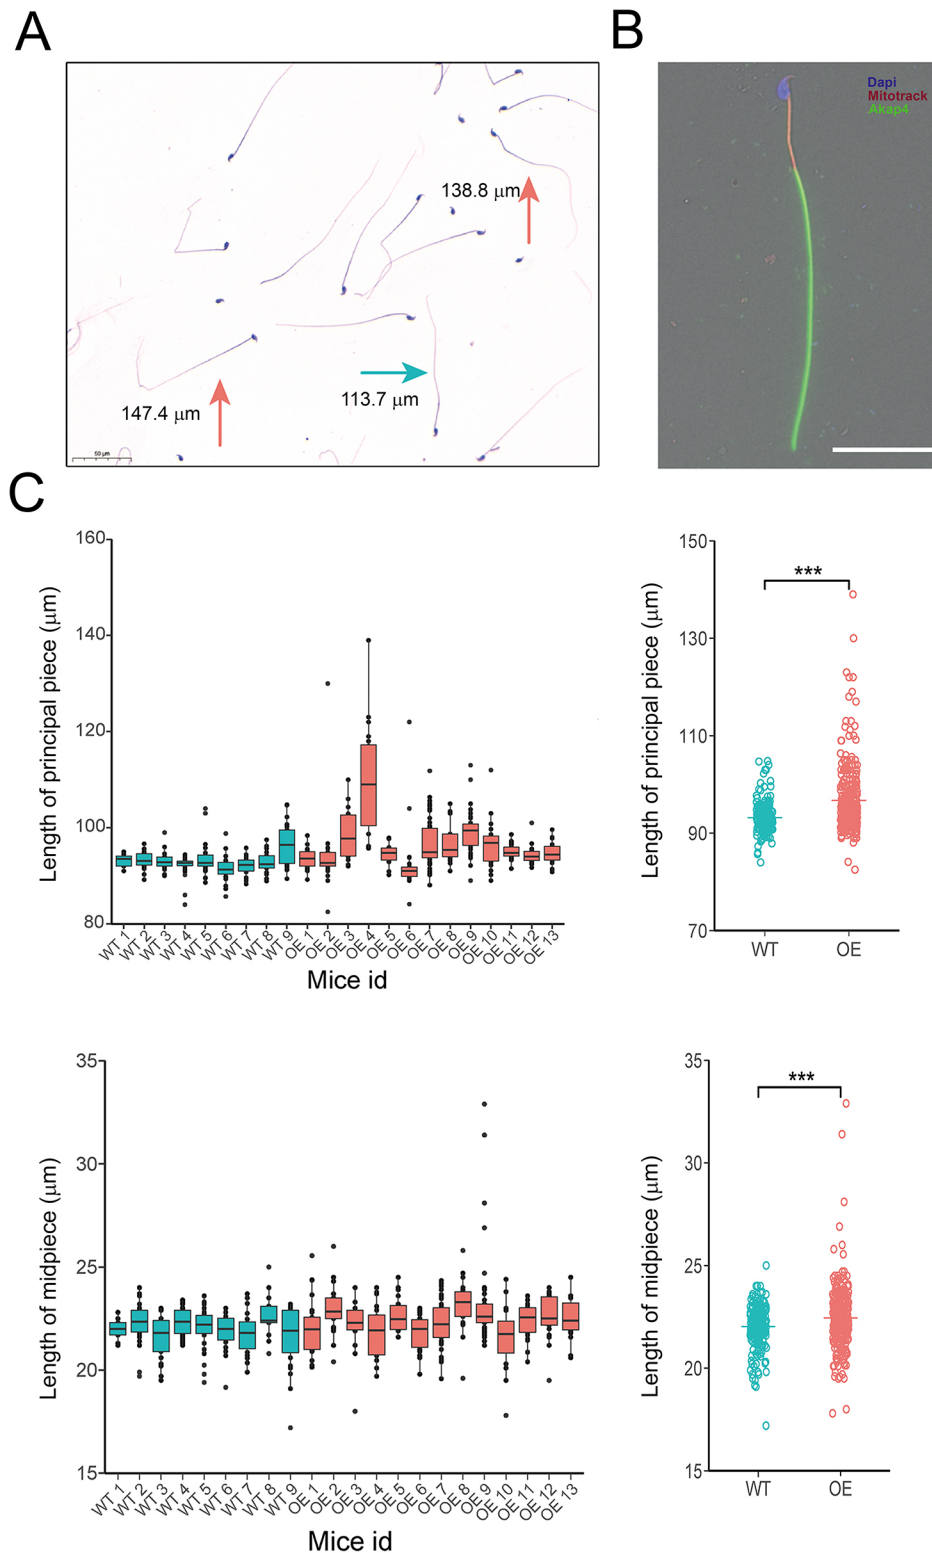 A
B
138.8 μm
147.4 μm
113.7 μm
50 μm
Dapi
Mitotrack
Akap4
C
Length of principal piece (μm)
160
140
120
100
80
WT 1 WT 2 WT 3 WT 4 WT 5 WT 6 WT 7 WT 8 WT 9 OE 1 OE 2 OE 3 OE 4 OE 5 OE 6 OE 7 OE 8 OE 9 OE 10 OE 11 OE 12 OE 13
Mice id
Length of principal piece (μm)
150
130
110
90
70
***
WT OE
Length of midpiece (μm)
35
30
25
20
15
WT 1 WT 2 WT 3 WT 4 WT 5 WT 6 WT 7 WT 8 WT 9 OE 1 OE 2 OE 3 OE 4 OE 5 OE 6 OE 7 OE 8 OE 9 OE 10 OE 11 OE 12 OE 13
Mice id
Length of midpiece (μm)
35
30
25
20
15
***
WT OE